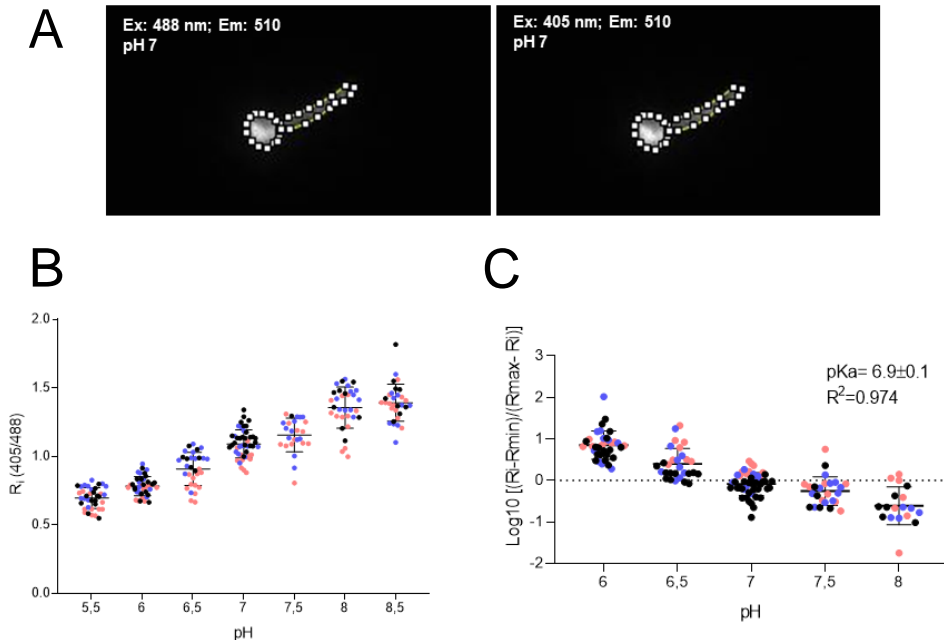 A
Ex: 488 nm; Em: 510
pH 7
Ex: 405 nm; Em: 510
pH 7
B
Ri (405/488)
2.0
1.5
1.0
0.5
0.0
5,5 6 6,5 7 7,5 8 8,5
pH
C
Log10 [(Ri-Rmin)/(Rmax- Ri)]
3
2
1
0
-1
-2
pKa= 6.9±0.1
R²=0.974
6 6,5 7 7,5 8
pH